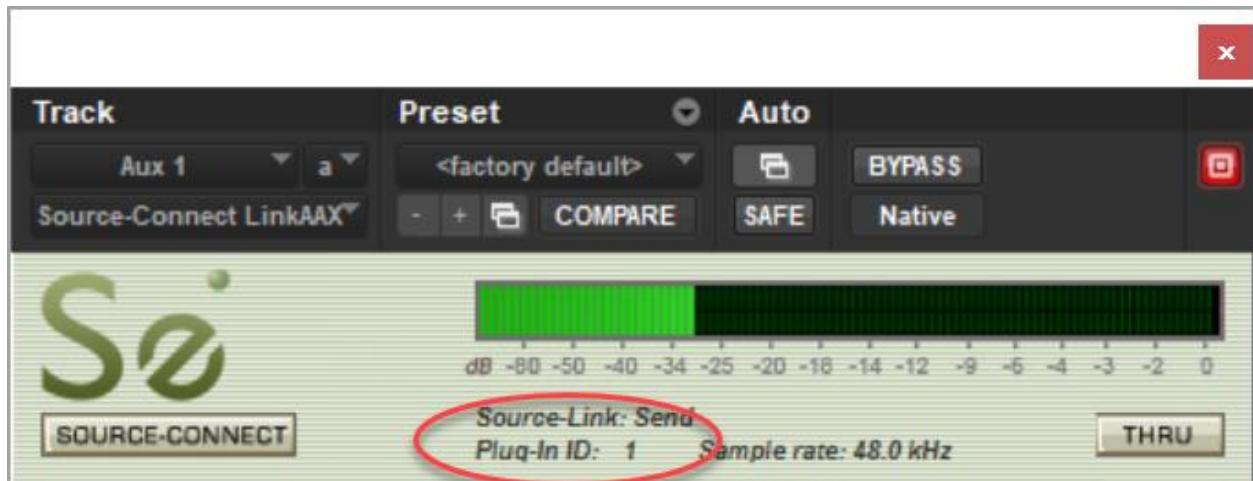 x
Track Preset Auto
Aux 1 a <factory default> BYPASS
Source-Connect LinkAAX - + COMPARE SAFE Native
Se
dB -80 -50 -40 -34 -25 -20 -18 -14 -12 -9 -6 -4 -3 -2 0
Source-Link: Send
SOURCE-CONNECT Plug-In ID: 1 Sample rate: 48.0 kHz THRU